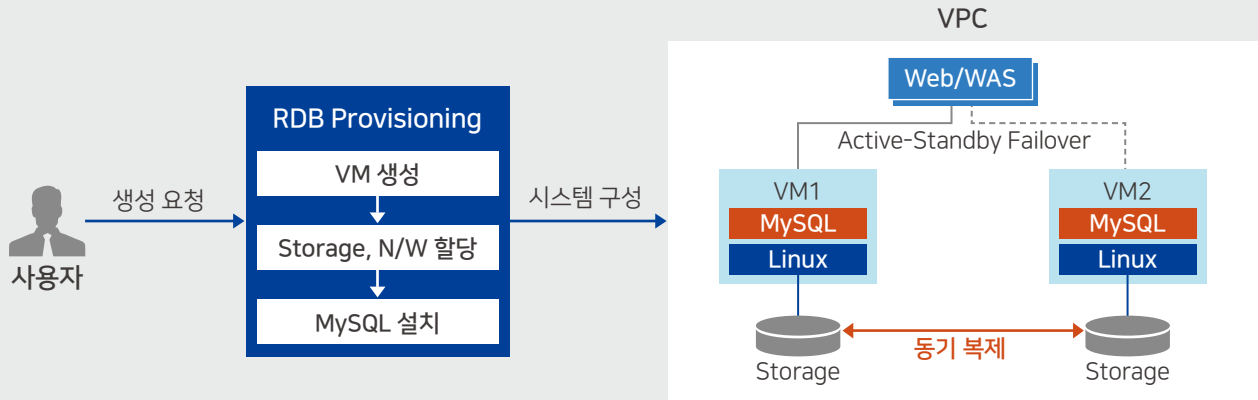 사용자
생성 요청
RDB Provisioning
VM 생성
Storage, N/W 할당
MySQL 설치
시스템 구성
VPC
Web/WAS
Active-Standby Failover
VM1
MySQL
Linux
Storage
VM2
MySQL
Linux
Storage
동기 복제